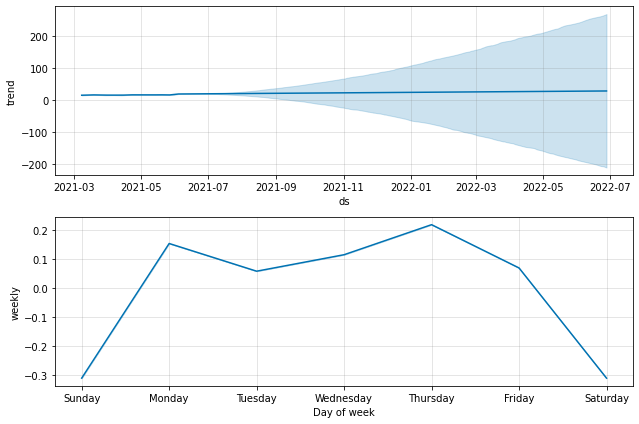 200
100
0
−100
−200
trend
2021-03 2021-05 2021-07 2021-09 2021-11 2022-01 2022-03 2022-05 2022-07
ds
0.2
0.1
0.0
−0.1
−0.2
−0.3
weekly
Sunday Monday Tuesday Wednesday Thursday Friday Saturday
Day of week